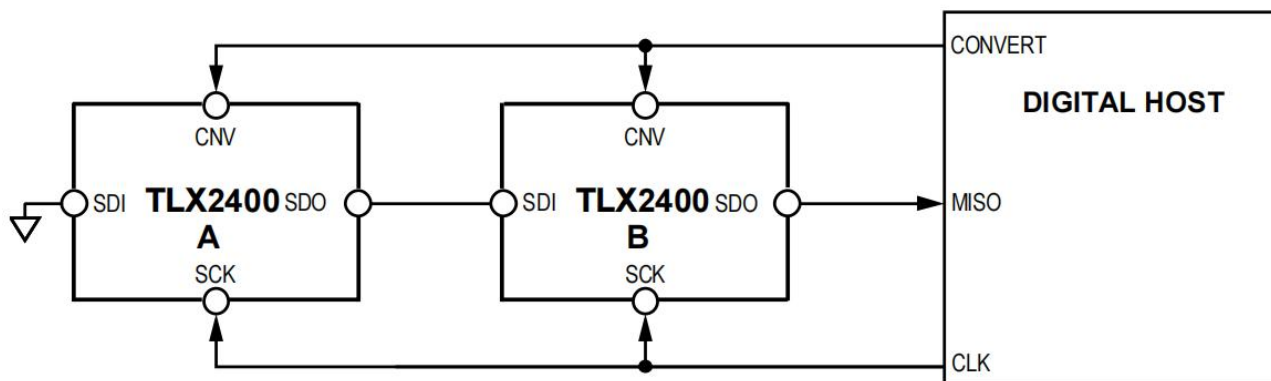 CONVERT
DIGITAL HOST
CNV
CNV
SDI TLX2400 SDO
A
SDI TLX2400 SDO
B
MISO
SCK
SCK
CLK